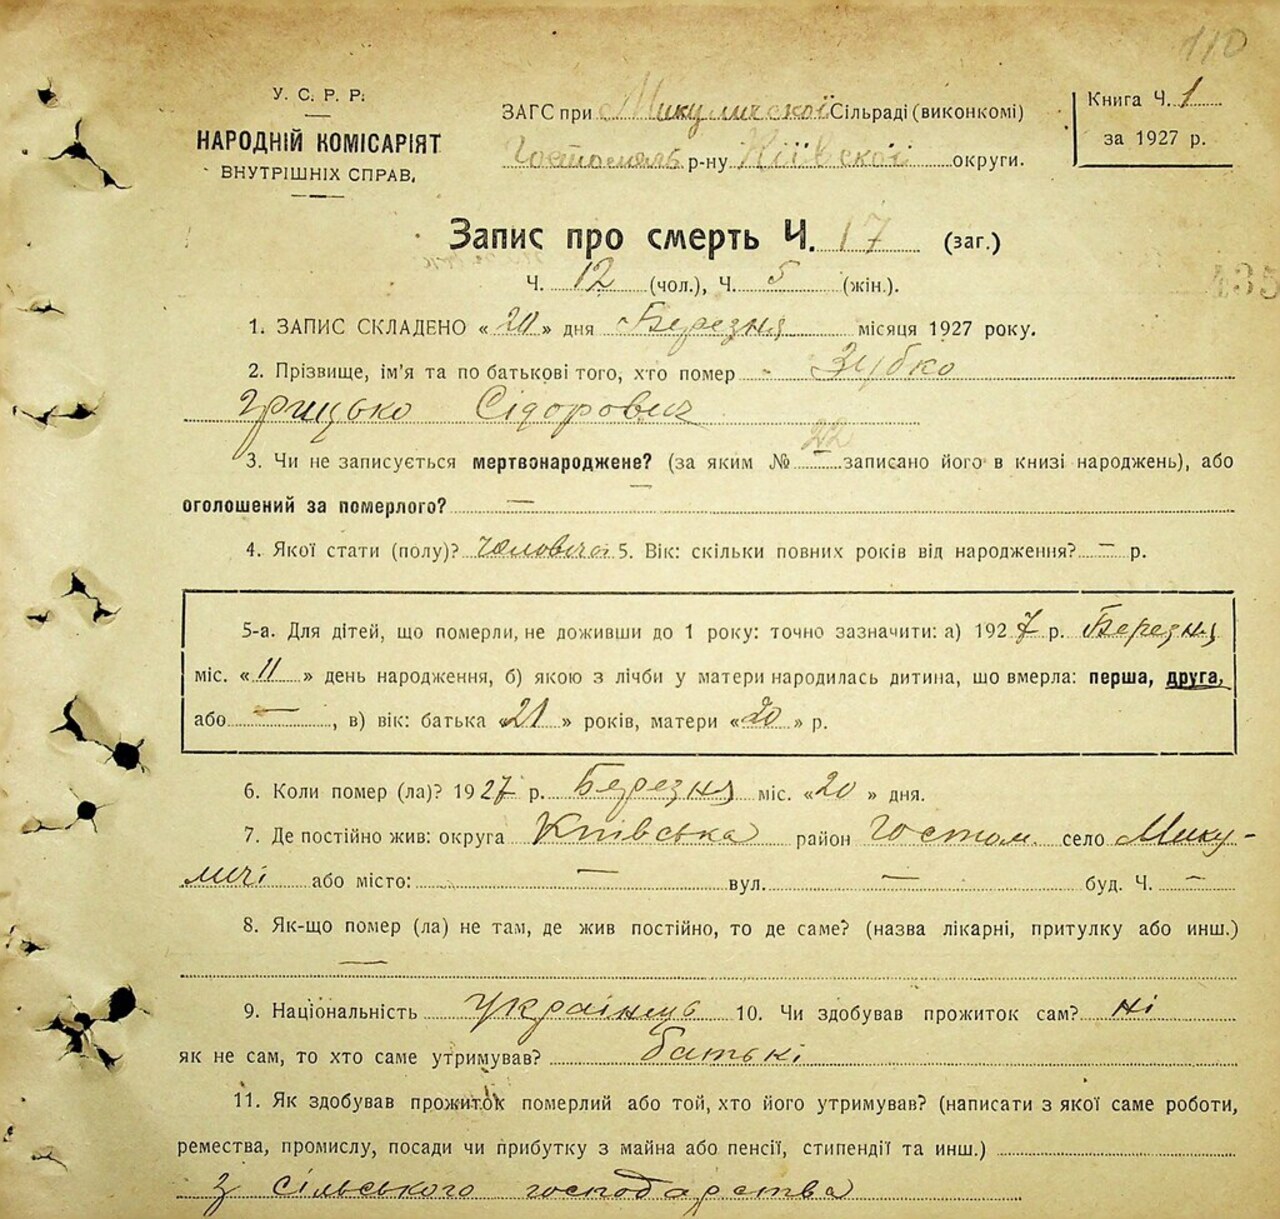 110
У. С. Р. Р.
НАРОДНІЙ КОМІСАРІЯТ
ВНУТРІШНІХ СПРАВ.
ЗАГС при Микуличскої Сільраді (виконкомі)
Гостомель р-ну Київскої округи.
Книга Ч. 1
за 1927 р.
Запис про смерть Ч. 17 (заг.)
Ч. 12 (чол.), Ч. 5 (жін.).
1. ЗАПИС СКЛАДЕНО « 20 » дня Березня місяця 1927 року.
2. Прізвище, ім'я та по батькові того, хто помер - Зубко
Грицько Сідорович
3. Чи не записується мертвонароджене? (за яким № 22 записано його в книзі народжень), або
оголошений за померлого? —
4. Якої стати (полу)? Чоловіча 5. Вік: скільки повних років від народження? — р.
5-а. Для дітей, що померли, не доживши до 1 року: точно зазначити: а) 1927 р. Березня
міс. « 11 » день народження, б) якою з лічби у матери народилась дитина, що вмерла: перша, друга,
або — , в) вік: батька «21 » років, матери «20 » р.
6. Коли помер (ла)? 1927 р. Березня міс. «20 » дня.
7. Де постійно жив: округа Київська район Гостом. село Мику-
личі або місто: — вул. — буд. Ч. —
8. Як-що помер (ла) не там, де жив постійно, то де саме? (назва лікарні, притулку або инш.)
—
9. Національність Українець 10. Чи здобував прожиток сам? ні
як не сам, то хто саме утримував? батькі
11. Як здобував прожиток померлий або той, хто його утримував? (написати з якої саме роботи,
ремества, промислу, посади чи прибутку з майна або пенсії, стипендії та инш.)
з сільського господарства